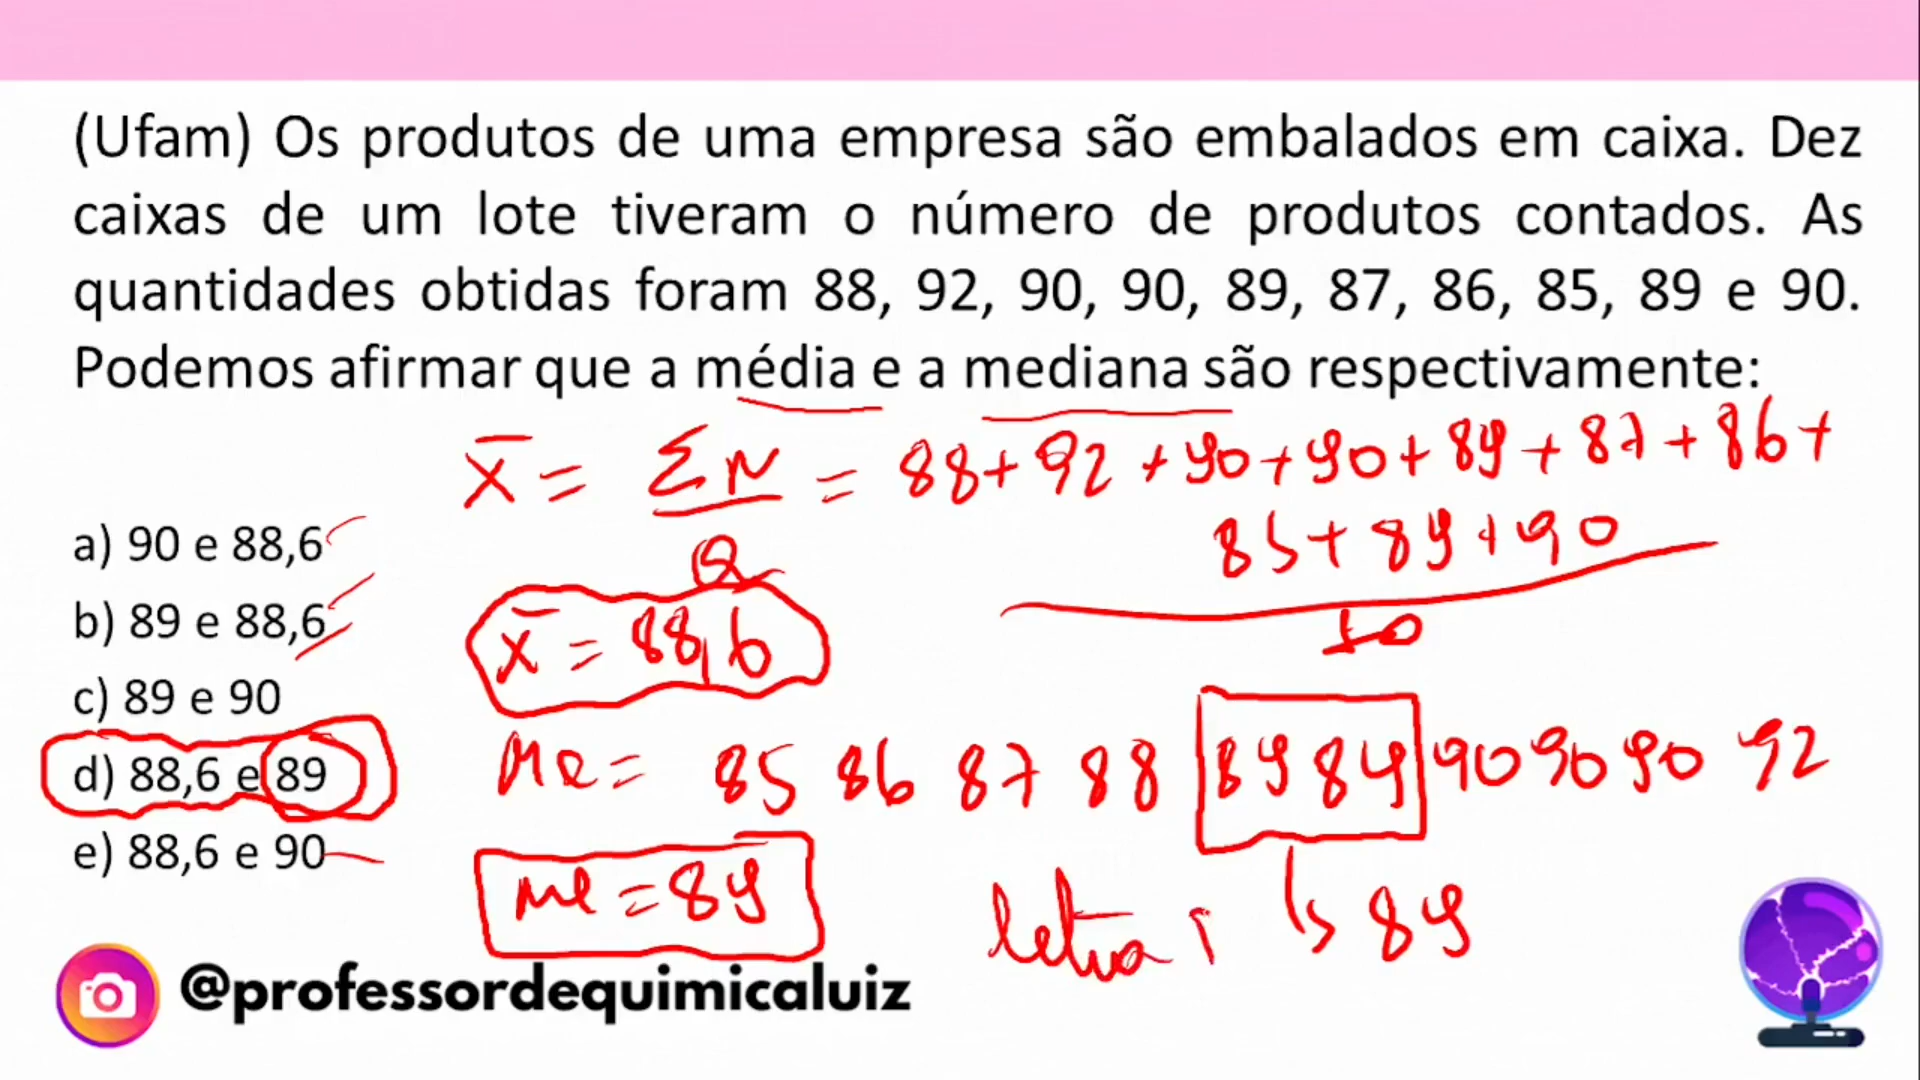 (Ufam) Os produtos de uma empresa são embalados em caixa. Dez
caixas de um lote tiveram o número de produtos contados. As
quantidades obtidas foram 88, 92, 90, 90, 89, 87, 86, 85, 89 e 90.
Podemos afirmar que a média e a mediana são respectivamente:
x̄ = ΣN/Q = 88+92+90+90+89+87+86+
85+89+90
10
a) 90 e 88,6
b) 89 e 88,6
x̄ = 88,6
c) 89 e 90
d) 88,6 e 89
Me = 85 86 87 88 89 89 90 90 90 92
e) 88,6 e 90
Me = 89
letra
↳ 89
@professordequimicaluiz